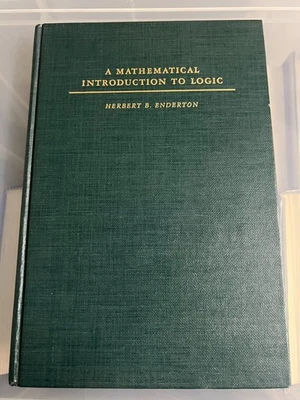 A MATHEMATICAL
INTRODUCTION TO LOGIC
HERBERT B. ENDERTON